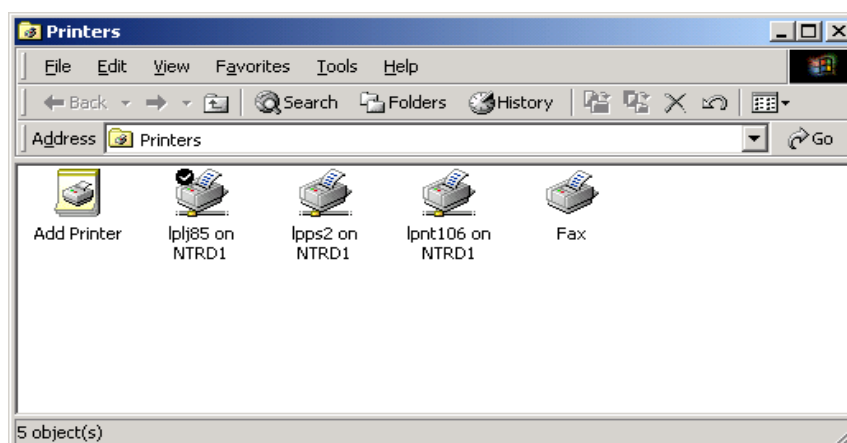 Printers
File Edit View Favorites Tools Help
Back Search Folders History
Address Printers Go
Add Printer lplj85 on lpps2 on lpnt106 on Fax
NTRD1 NTRD1 NTRD1
5 object(s)